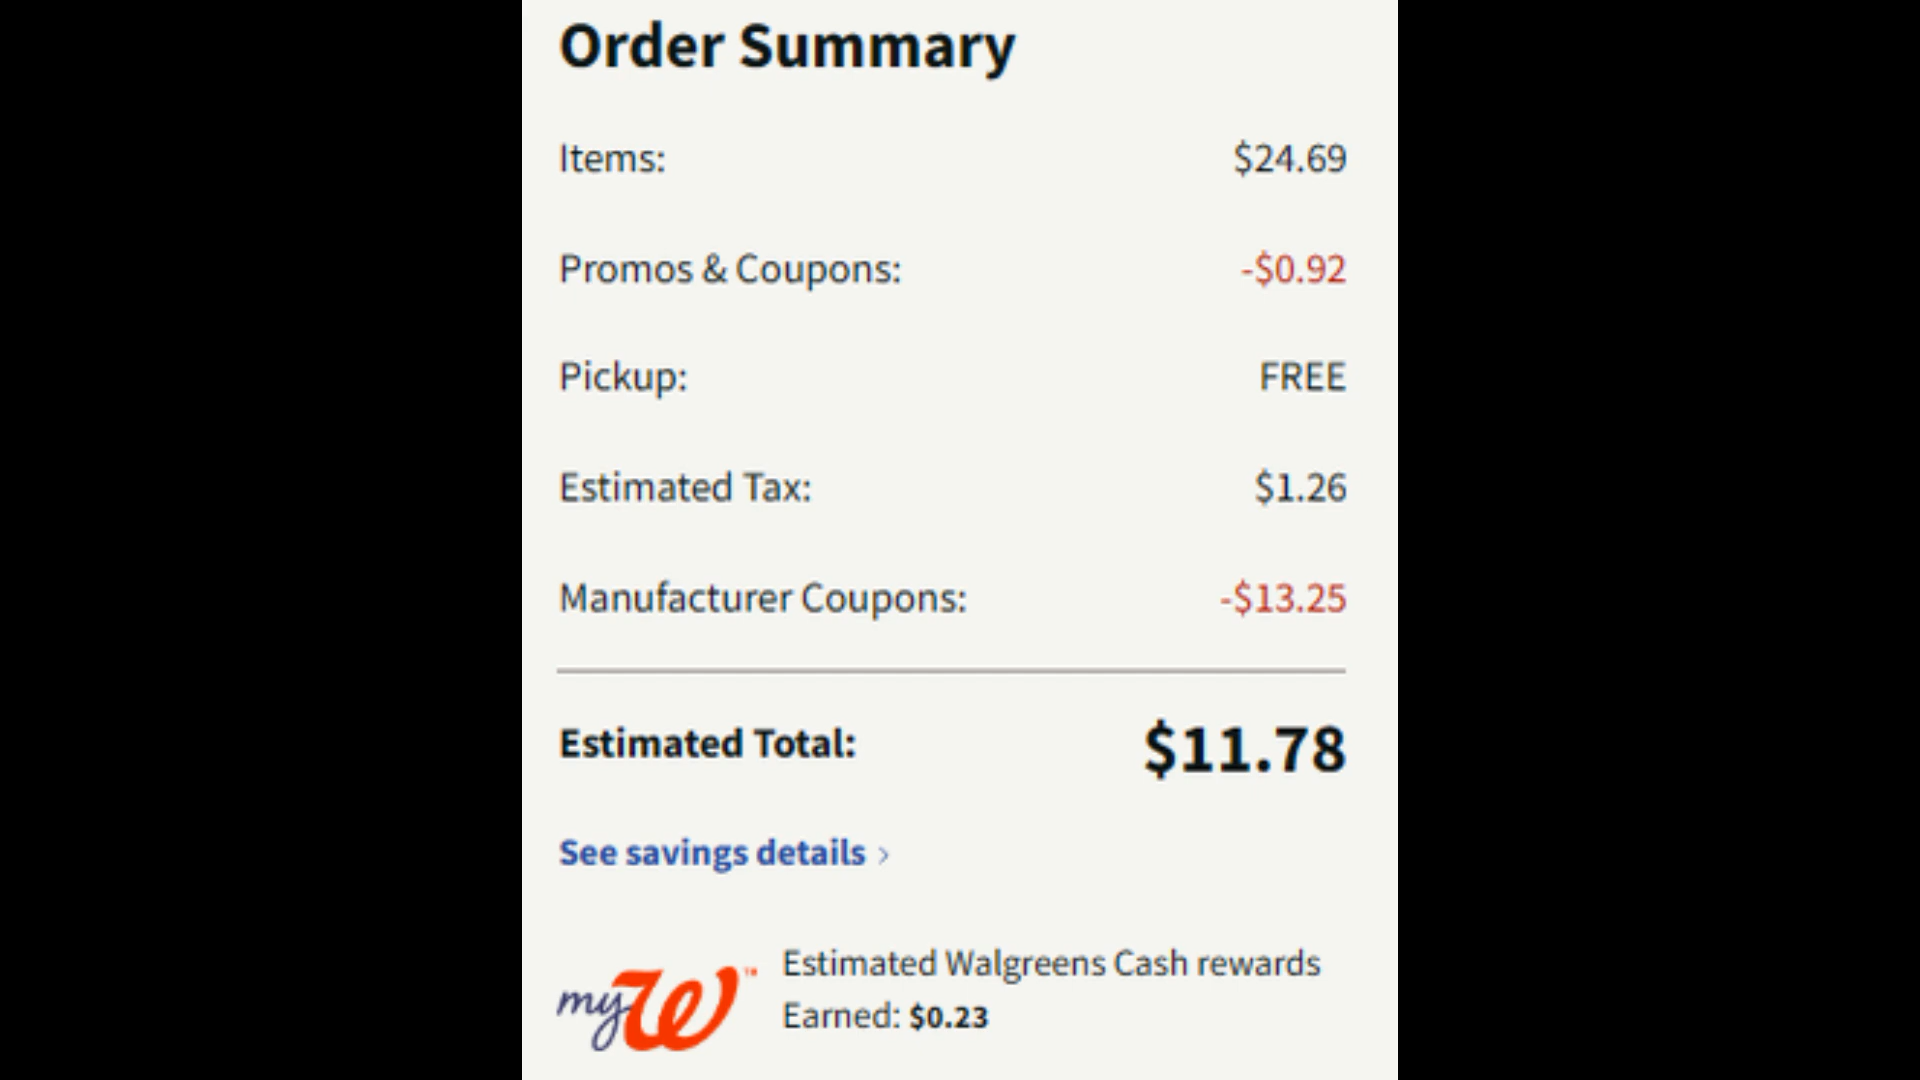 Order Summary
Items: $24.69
Promos & Coupons: -$0.92
Pickup: FREE
Estimated Tax: $1.26
Manufacturer Coupons: -$13.25
Estimated Total: $11.78
See savings details ›
myW™ Estimated Walgreens Cash rewards
Earned: $0.23